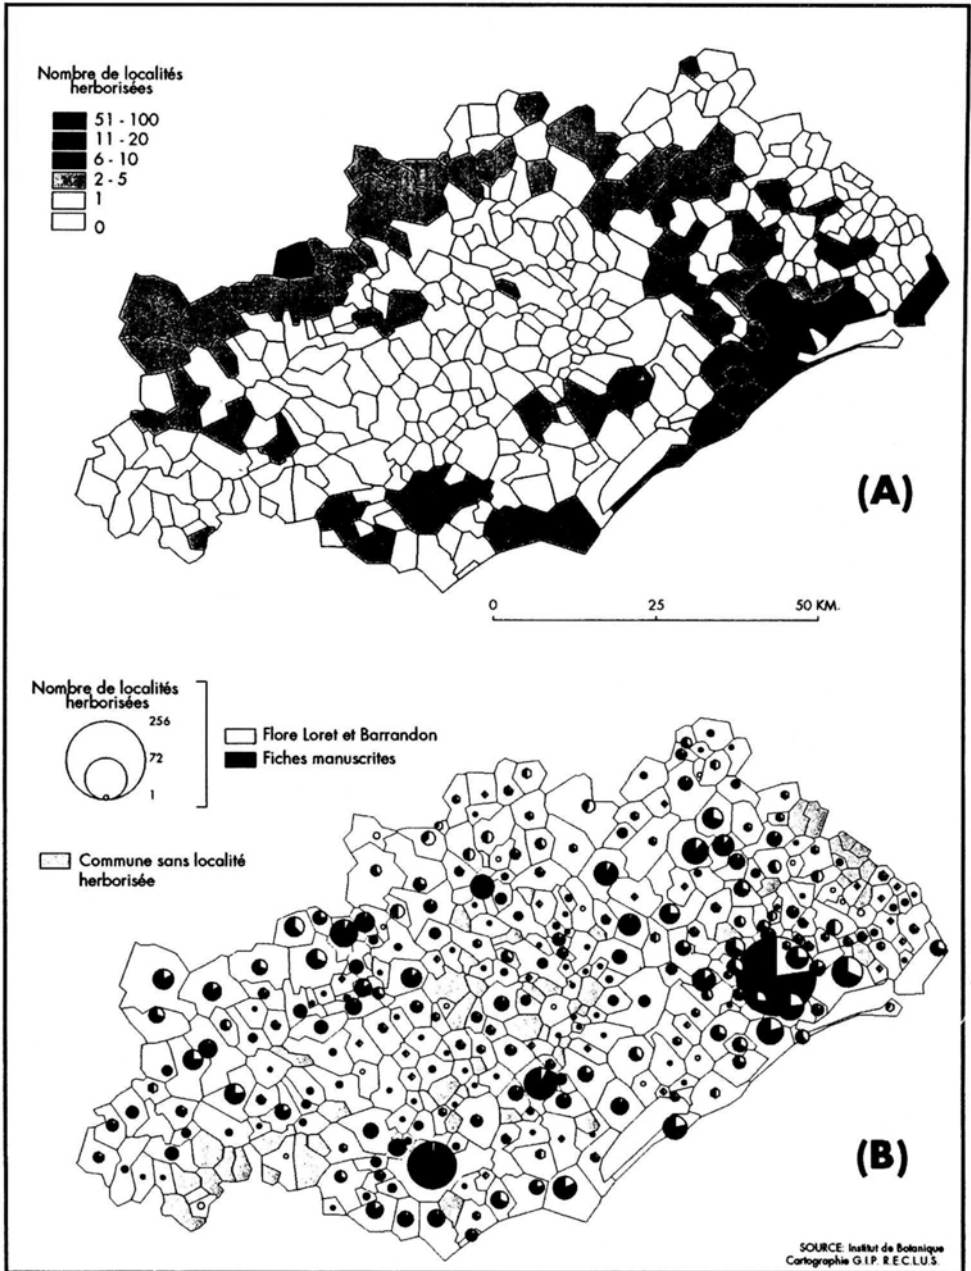 Nombre de localités
herborisées
51 - 100
11 - 20
6 - 10
2 - 5
1
0
(A)
0 25 50 KM.
Nombre de localités
herborisées
256
72
1
Flore Loret et Barrandon
Fiches manuscrites
Commune sans localité
herborisée
(B)
SOURCE: Institut de Botanique
Cartographie G.I.P. R.E.C.L.U.S.